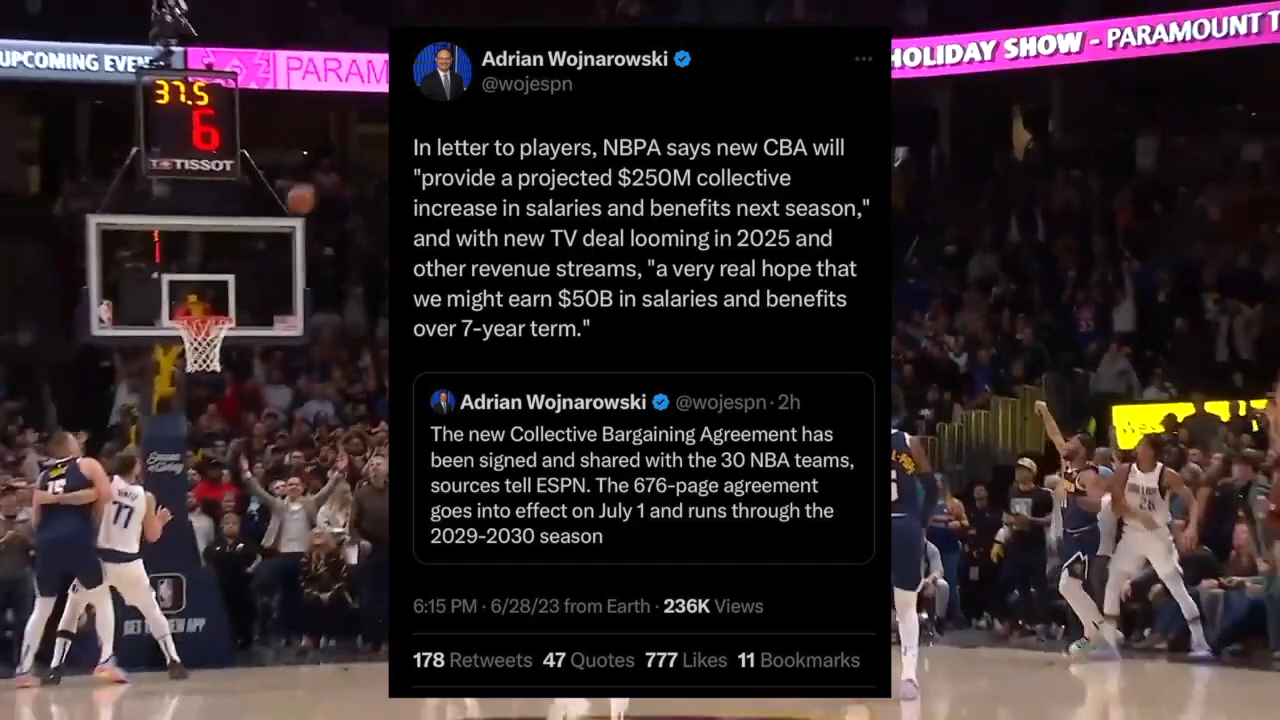 UPCOMING EVEN
PARAM
HOLIDAY SHOW - PARAMOUNT T
37.5
6
TISSOT
15
77
Adrian Wojnarowski
@wojespn
In letter to players, NBPA says new CBA will
"provide a projected $250M collective
increase in salaries and benefits next season,"
and with new TV deal looming in 2025 and
other revenue streams, "a very real hope that
we might earn $50B in salaries and benefits
over 7-year term."
Adrian Wojnarowski @wojespn · 2h
The new Collective Bargaining Agreement has
been signed and shared with the 30 NBA teams,
sources tell ESPN. The 676-page agreement
goes into effect on July 1 and runs through the
2029-2030 season
6:15 PM · 6/28/23 from Earth · 236K Views
178 Retweets 47 Quotes 777 Likes 11 Bookmarks